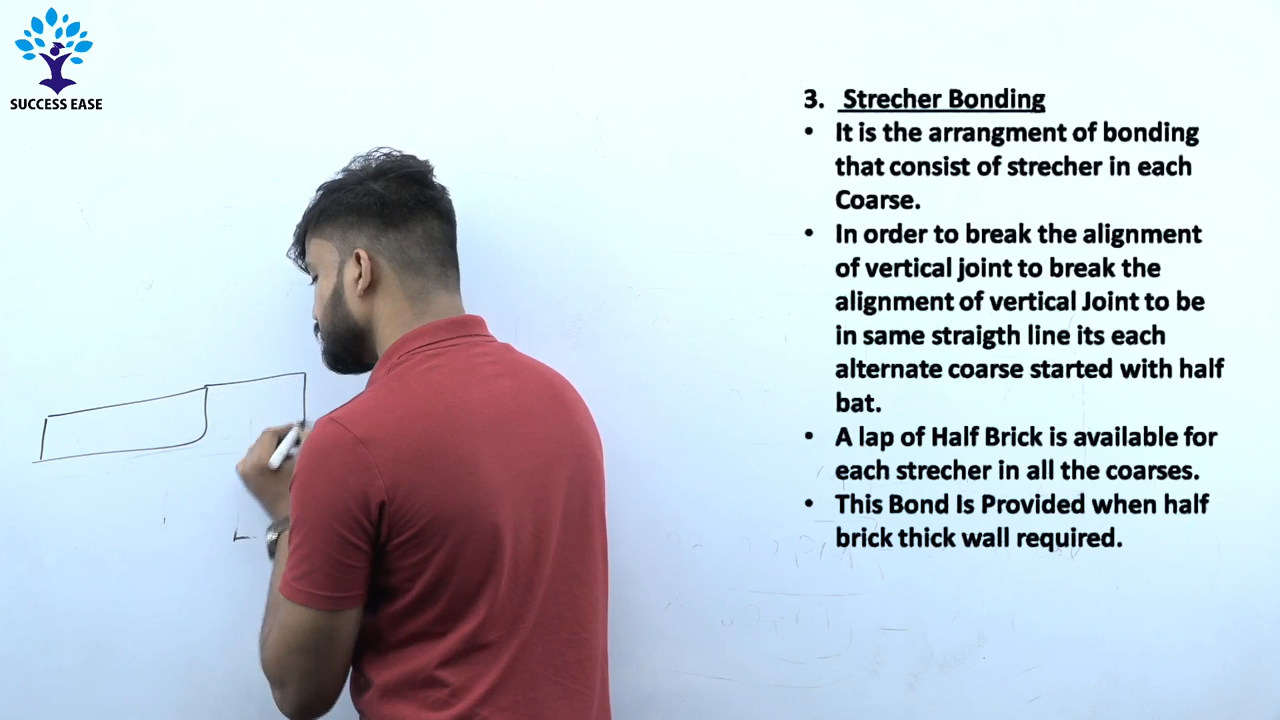 SUCCESS EASE
3. Strecher Bonding
• It is the arrangment of bonding
that consist of strecher in each
Coarse.
• In order to break the alignment
of vertical joint to break the
alignment of vertical Joint to be
in same straigth line its each
alternate coarse started with half
bat.
• A lap of Half Brick is available for
each strecher in all the coarses.
• This Bond Is Provided when half
brick thick wall required.